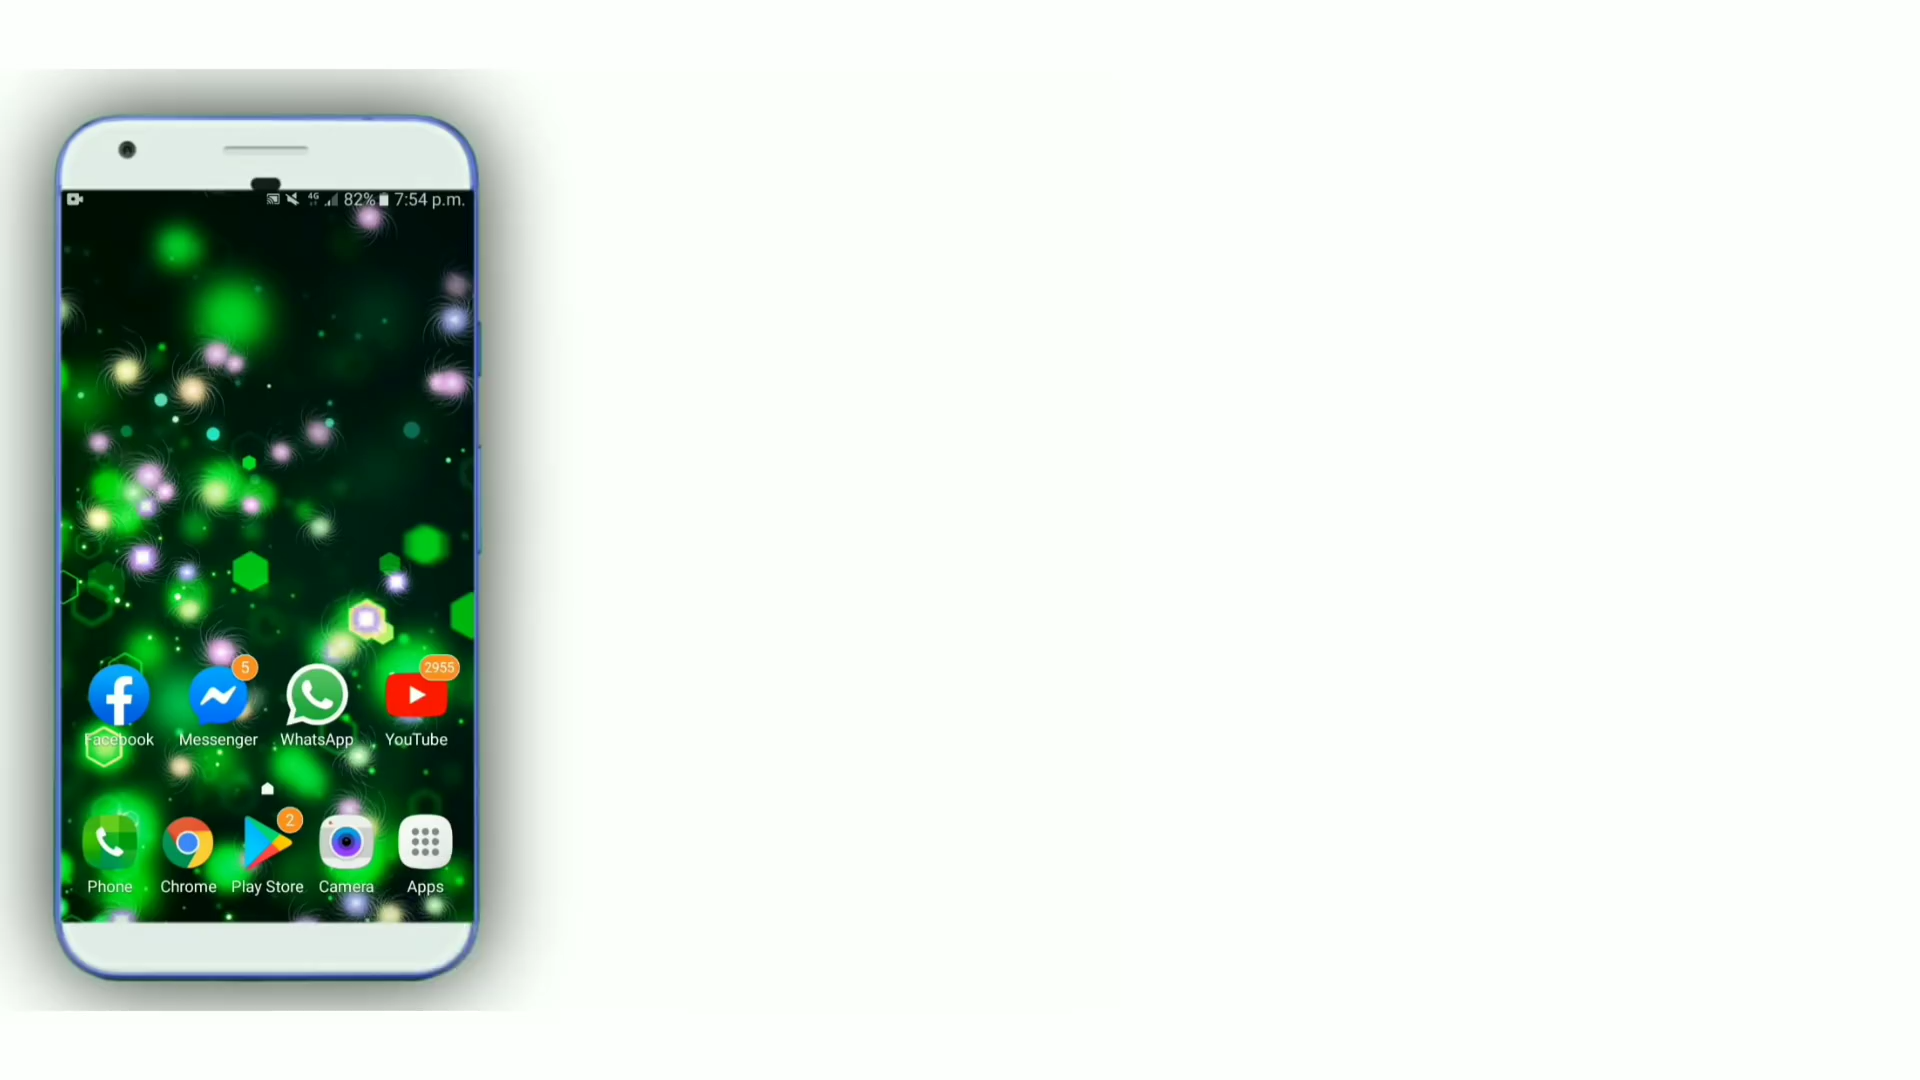 4G 82% 7:54 p.m.
5 2955
Facebook Messenger WhatsApp YouTube
2
Phone Chrome Play Store Camera Apps